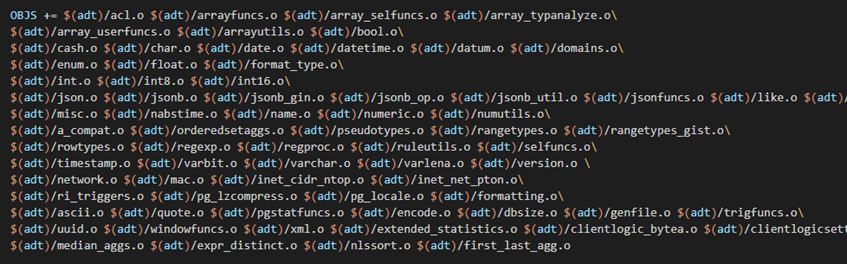 OBJS += $(adt)/acl.o $(adt)/arrayfuncs.o $(adt)/array_selfuncs.o $(adt)/array_typanalyze.o\
$(adt)/array_userfuncs.o $(adt)/arrayutils.o $(adt)/bool.o\
$(adt)/cash.o $(adt)/char.o $(adt)/date.o $(adt)/datetime.o $(adt)/datum.o $(adt)/domains.o\
$(adt)/enum.o $(adt)/float.o $(adt)/format_type.o\
$(adt)/int.o $(adt)/int8.o $(adt)/int16.o\
$(adt)/json.o $(adt)/jsonb.o $(adt)/jsonb_gin.o $(adt)/jsonb_op.o $(adt)/jsonb_util.o $(adt)/jsonfuncs.o $(adt)/like.o $(adt)/
$(adt)/misc.o $(adt)/nabstime.o $(adt)/name.o $(adt)/numeric.o $(adt)/numutils.o\
$(adt)/a_compat.o $(adt)/orderedsetaggs.o $(adt)/pseudotypes.o $(adt)/rangetypes.o $(adt)/rangetypes_gist.o\
$(adt)/rowtypes.o $(adt)/regexp.o $(adt)/regproc.o $(adt)/ruleutils.o $(adt)/selfuncs.o\
$(adt)/timestamp.o $(adt)/varbit.o $(adt)/varchar.o $(adt)/varlena.o $(adt)/version.o \
$(adt)/network.o $(adt)/mac.o $(adt)/inet_cidr_ntop.o $(adt)/inet_net_pton.o\
$(adt)/ri_triggers.o $(adt)/pg_lzcompress.o $(adt)/pg_locale.o $(adt)/formatting.o\
$(adt)/ascii.o $(adt)/quote.o $(adt)/pgstatfuncs.o $(adt)/encode.o $(adt)/dbsize.o $(adt)/genfile.o $(adt)/trigfuncs.o\
$(adt)/uuid.o $(adt)/windowfuncs.o $(adt)/xml.o $(adt)/extended_statistics.o $(adt)/clientlogic_bytea.o $(adt)/clientlogicsett
$(adt)/median_aggs.o $(adt)/expr_distinct.o $(adt)/nlssort.o $(adt)/first_last_agg.o